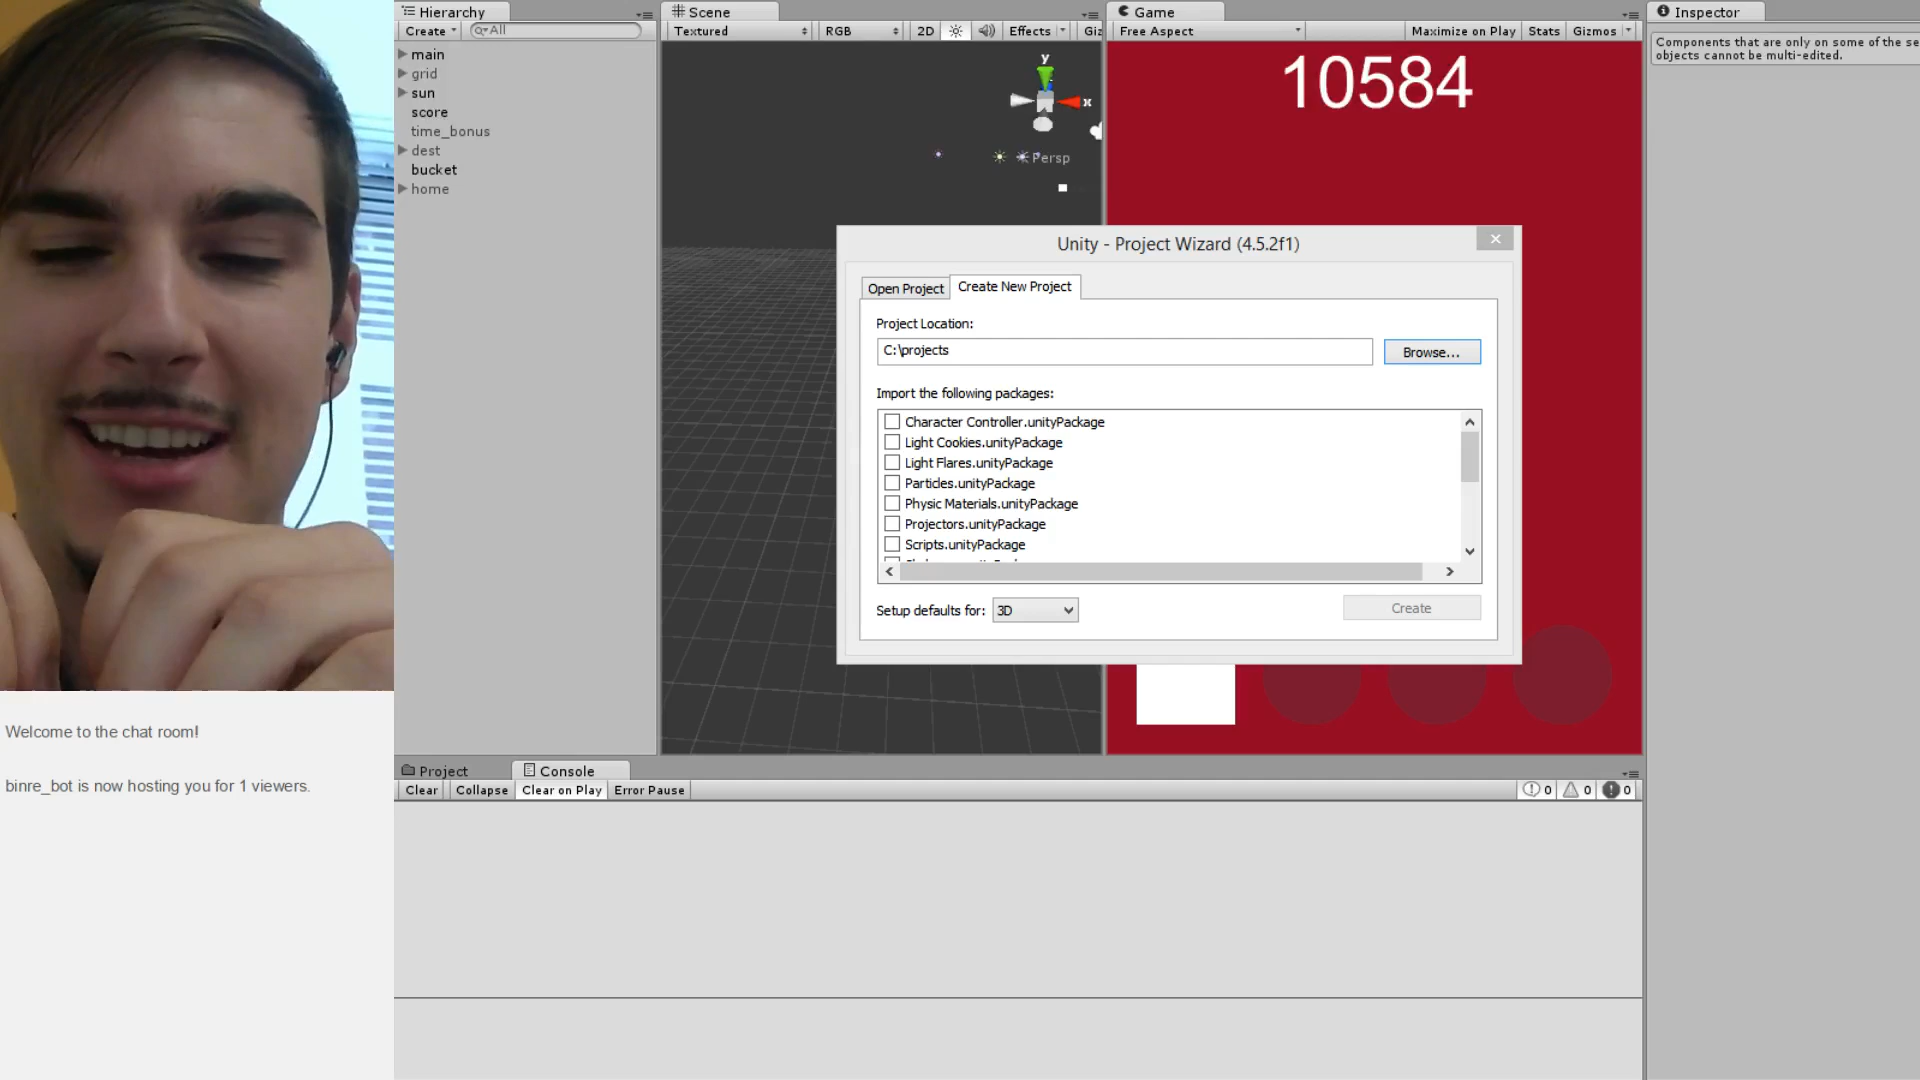 Hierarchy
Create
All
main
grid
sun
score
time_bonus
dest
bucket
home
Scene
Textured
RGB
2D
Effects
Giz
y
x
Persp
Game
Free Aspect
Maximize on Play
Stats
Gizmos
10584
Inspector
Components that are only on some of the se
objects cannot be multi-edited.
Unity - Project Wizard (4.5.2f1)
Open Project
Create New Project
Project Location:
C:\projects
Browse...
Import the following packages:
Character Controller.unityPackage
Light Cookies.unityPackage
Light Flares.unityPackage
Particles.unityPackage
Physic Materials.unityPackage
Projectors.unityPackage
Scripts.unityPackage
Setup defaults for:
3D
Create
Project
Console
Clear
Collapse
Clear on Play
Error Pause
0
0
0
Welcome to the chat room!
binre_bot is now hosting you for 1 viewers.